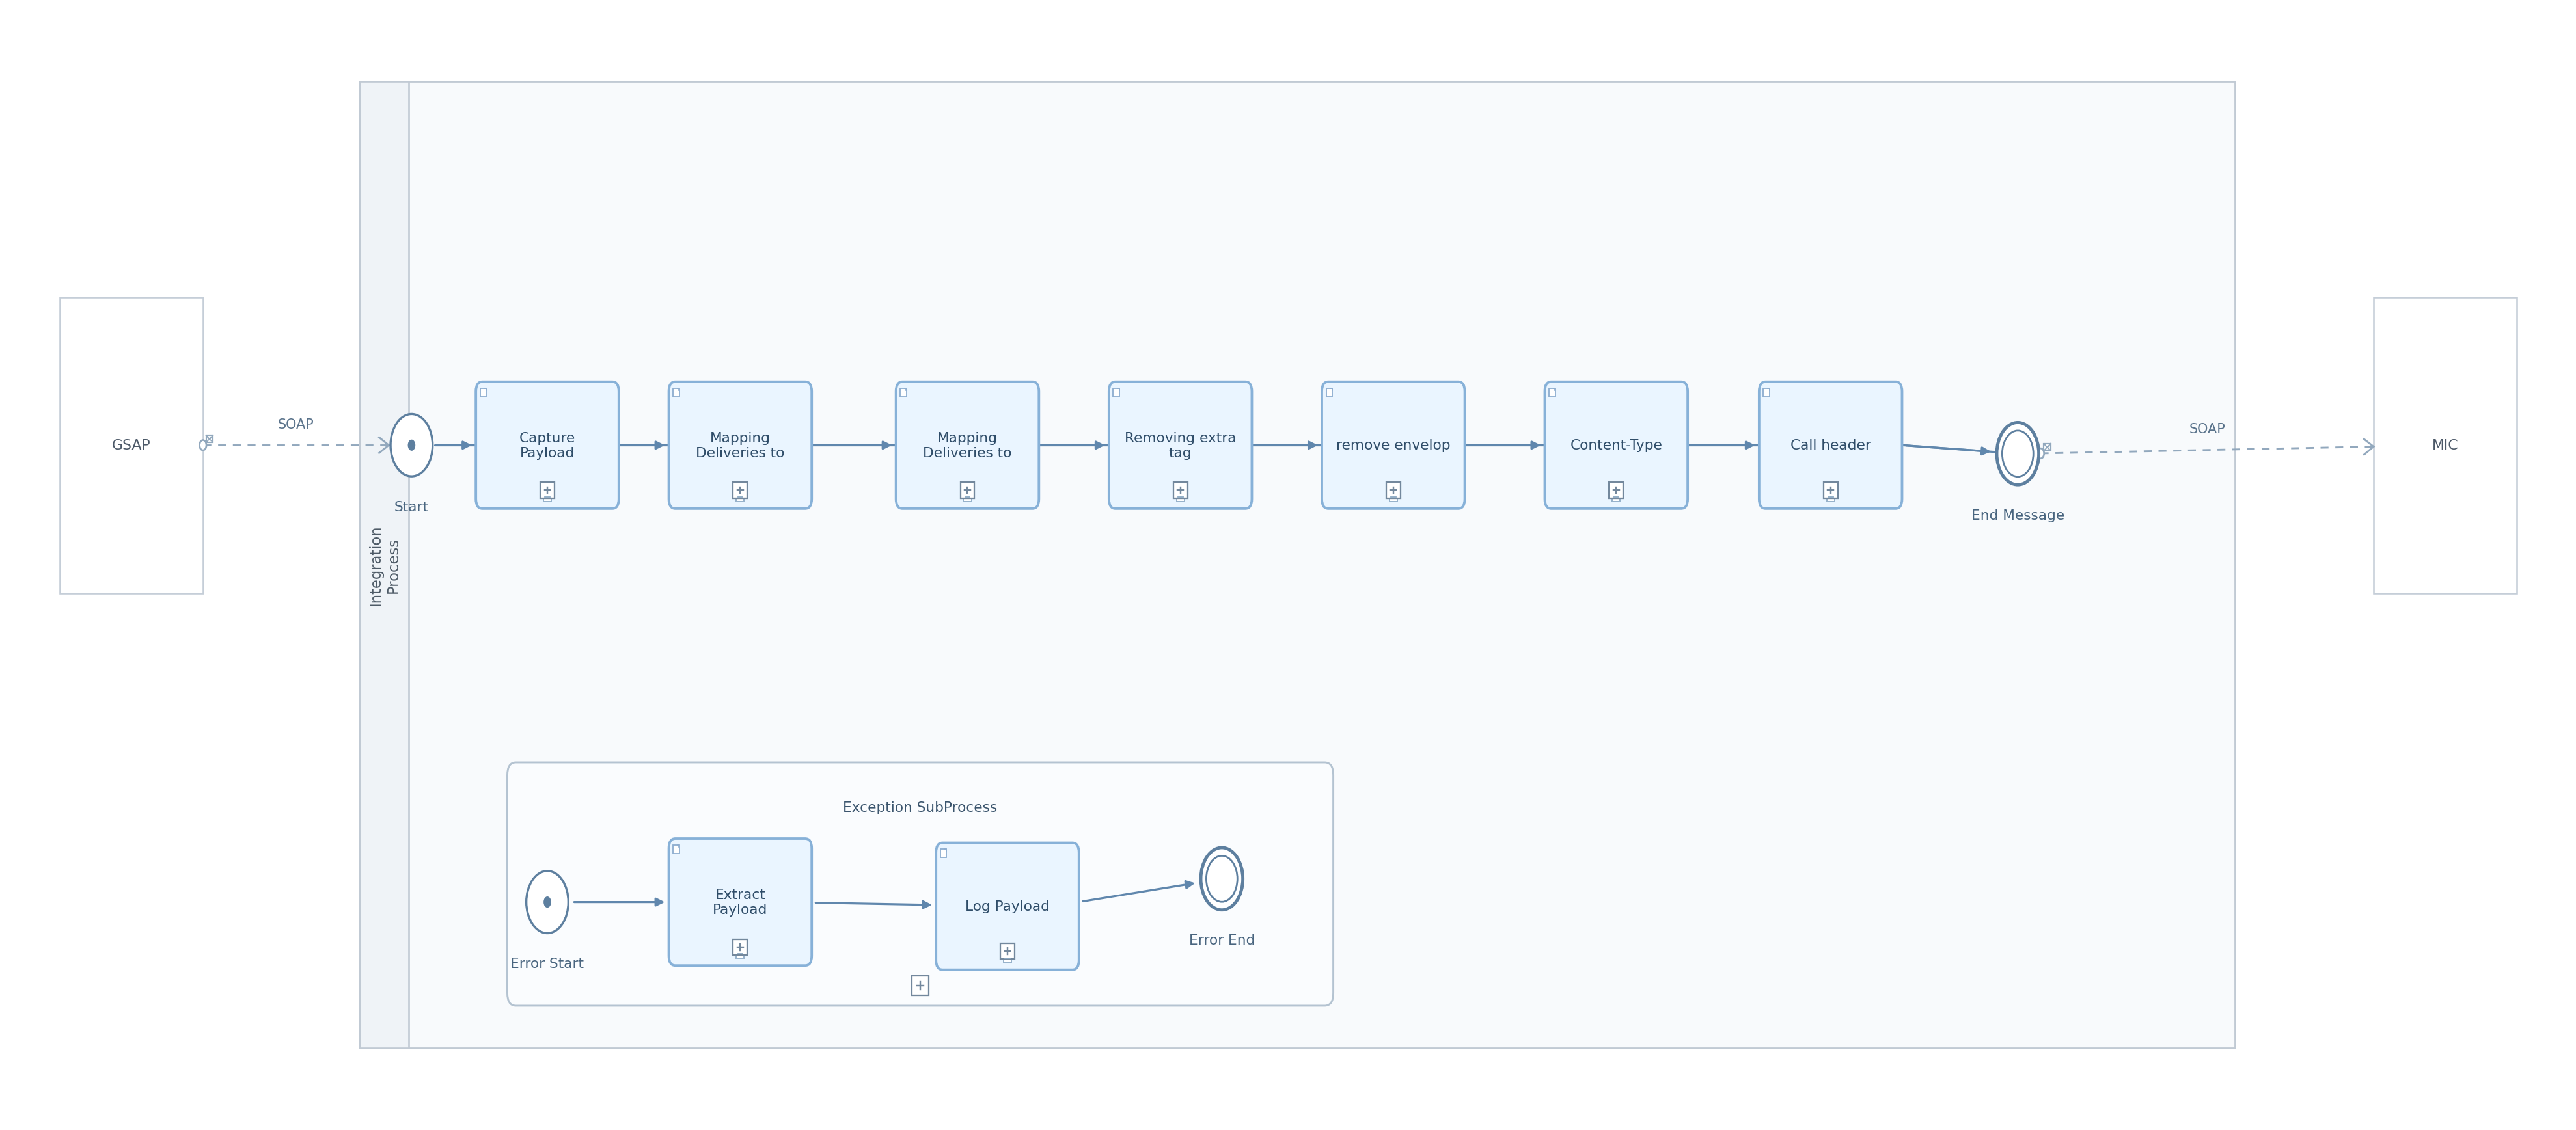 GSAP
SOAP
Start
Integration
Process
Capture
Payload
Mapping
Deliveries to
Mapping
Deliveries to
Removing extra
tag
remove envelop
Content-Type
Call header
End Message
SOAP
MIC
Exception SubProcess
Error Start
Extract
Payload
Log Payload
Error End